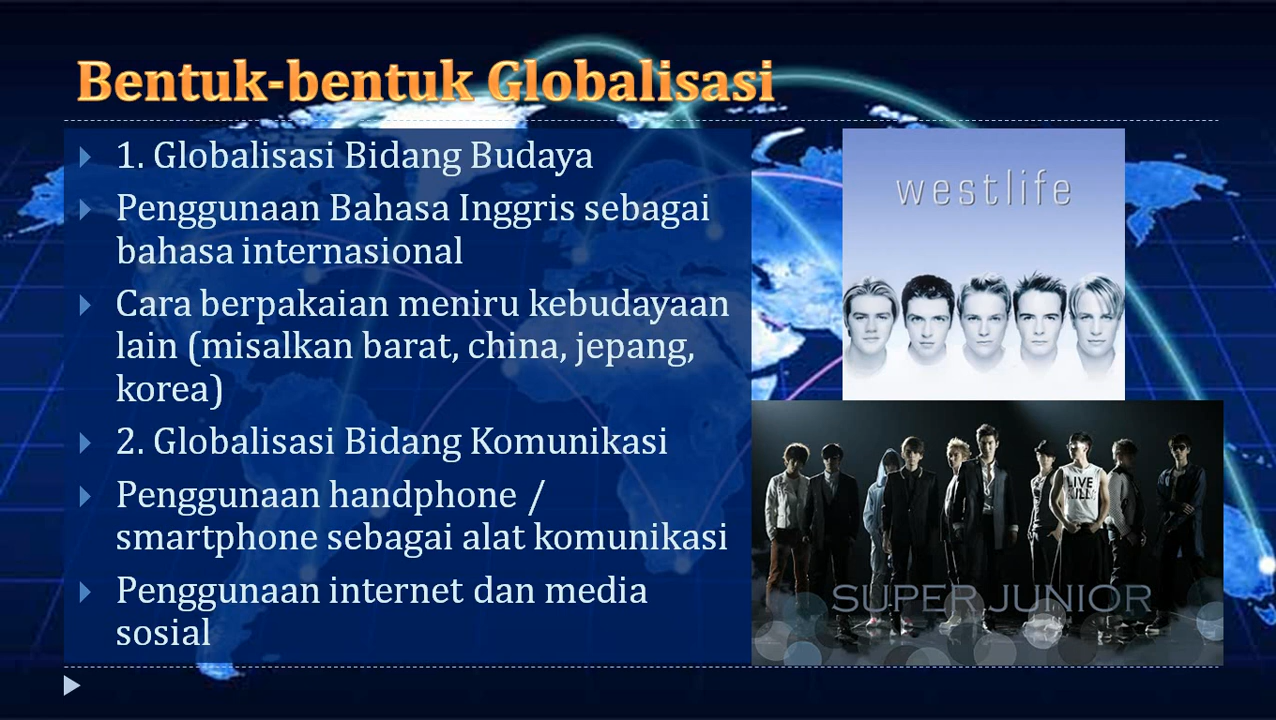 Bentuk-bentuk Globalisasi
1. Globalisasi Bidang Budaya
Penggunaan Bahasa Inggris sebagai
bahasa internasional
Cara berpakaian meniru kebudayaan
lain (misalkan barat, china, jepang,
korea)
2. Globalisasi Bidang Komunikasi
Penggunaan handphone /
smartphone sebagai alat komunikasi
Penggunaan internet dan media
sosial
westlife
LIVE
SUPER JUNIOR